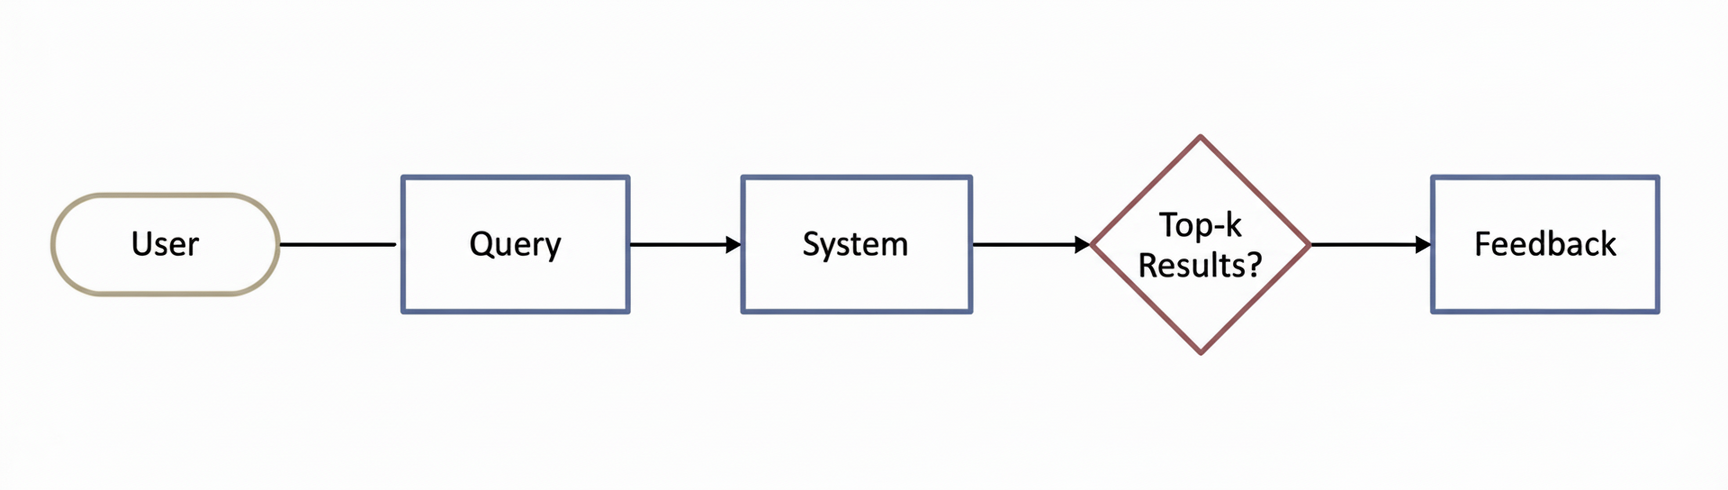 User
Query
System
Top-k
Results?
Feedback